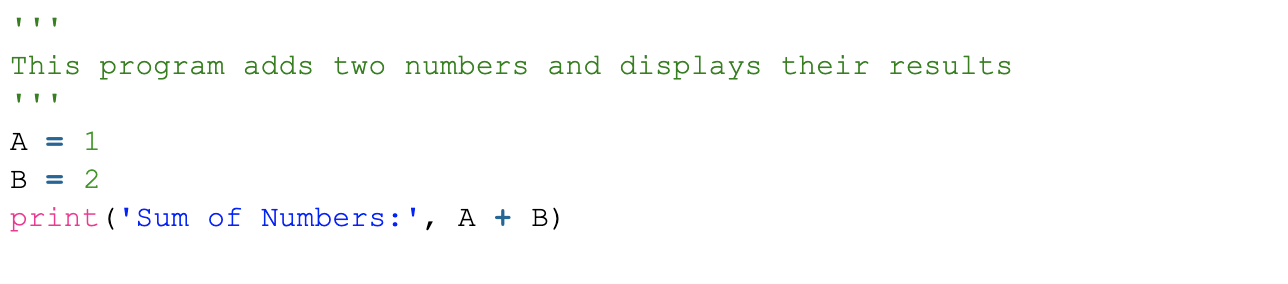 '''
This program adds two numbers and displays their results
'''
A = 1
B = 2
print('Sum of Numbers:', A + B)